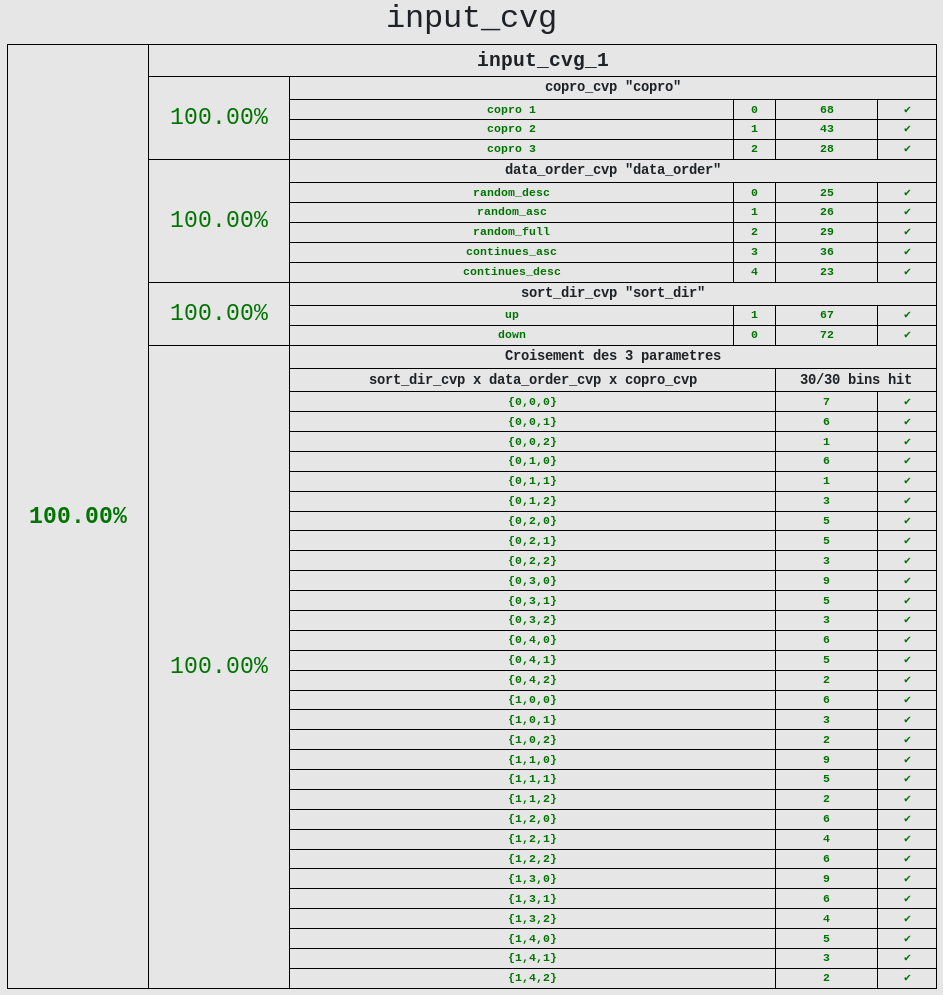 input_cvg
input_cvg_1
copro_cvp "copro"
100.00%
copro 1 0 68 ✔
copro 2 1 43 ✔
copro 3 2 28 ✔
data_order_cvp "data_order"
100.00%
random_desc 0 25 ✔
random_asc 1 26 ✔
random_full 2 29 ✔
continues_asc 3 36 ✔
continues_desc 4 23 ✔
sort_dir_cvp "sort_dir"
100.00%
up 1 67 ✔
down 0 72 ✔
Croisement des 3 parametres
sort_dir_cvp x data_order_cvp x copro_cvp 30/30 bins hit
{0,0,0} 7 ✔
{0,0,1} 6 ✔
{0,0,2} 1 ✔
{0,1,0} 6 ✔
{0,1,1} 1 ✔
{0,1,2} 3 ✔
100.00%
{0,2,0} 5 ✔
{0,2,1} 5 ✔
{0,2,2} 3 ✔
{0,3,0} 9 ✔
{0,3,1} 5 ✔
{0,3,2} 3 ✔
{0,4,0} 6 ✔
{0,4,1} 5 ✔
100.00%
{0,4,2} 2 ✔
{1,0,0} 6 ✔
{1,0,1} 3 ✔
{1,0,2} 2 ✔
{1,1,0} 9 ✔
{1,1,1} 5 ✔
{1,1,2} 2 ✔
{1,2,0} 6 ✔
{1,2,1} 4 ✔
{1,2,2} 6 ✔
{1,3,0} 9 ✔
{1,3,1} 6 ✔
{1,3,2} 4 ✔
{1,4,0} 5 ✔
{1,4,1} 3 ✔
{1,4,2} 2 ✔